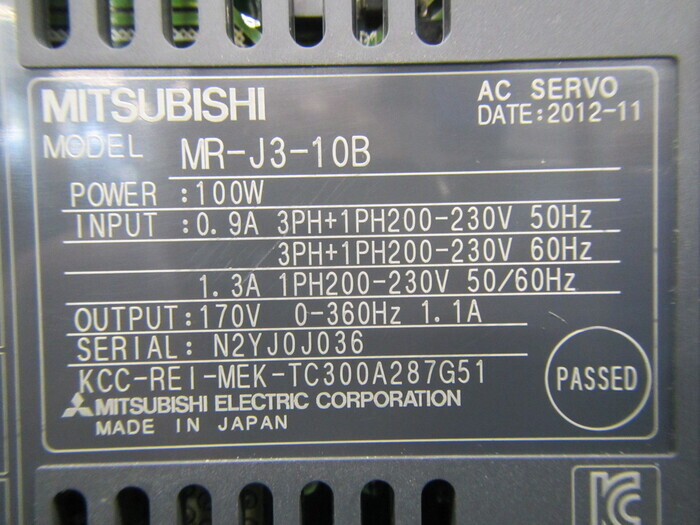 MITSUBISHI AC SERVO
DATE:2012-11
MODEL MR-J3-10B
POWER :100W
INPUT :0.9A 3PH+1PH200-230V 50Hz
3PH+1PH200-230V 60Hz
1.3A 1PH200-230V 50/60Hz
OUTPUT:170V 0-360Hz 1.1A
SERIAL: N2YJ0J036
KCC-REI-MEK-TC300A287G51
PASSED
MITSUBISHI ELECTRIC CORPORATION
MADE IN JAPAN